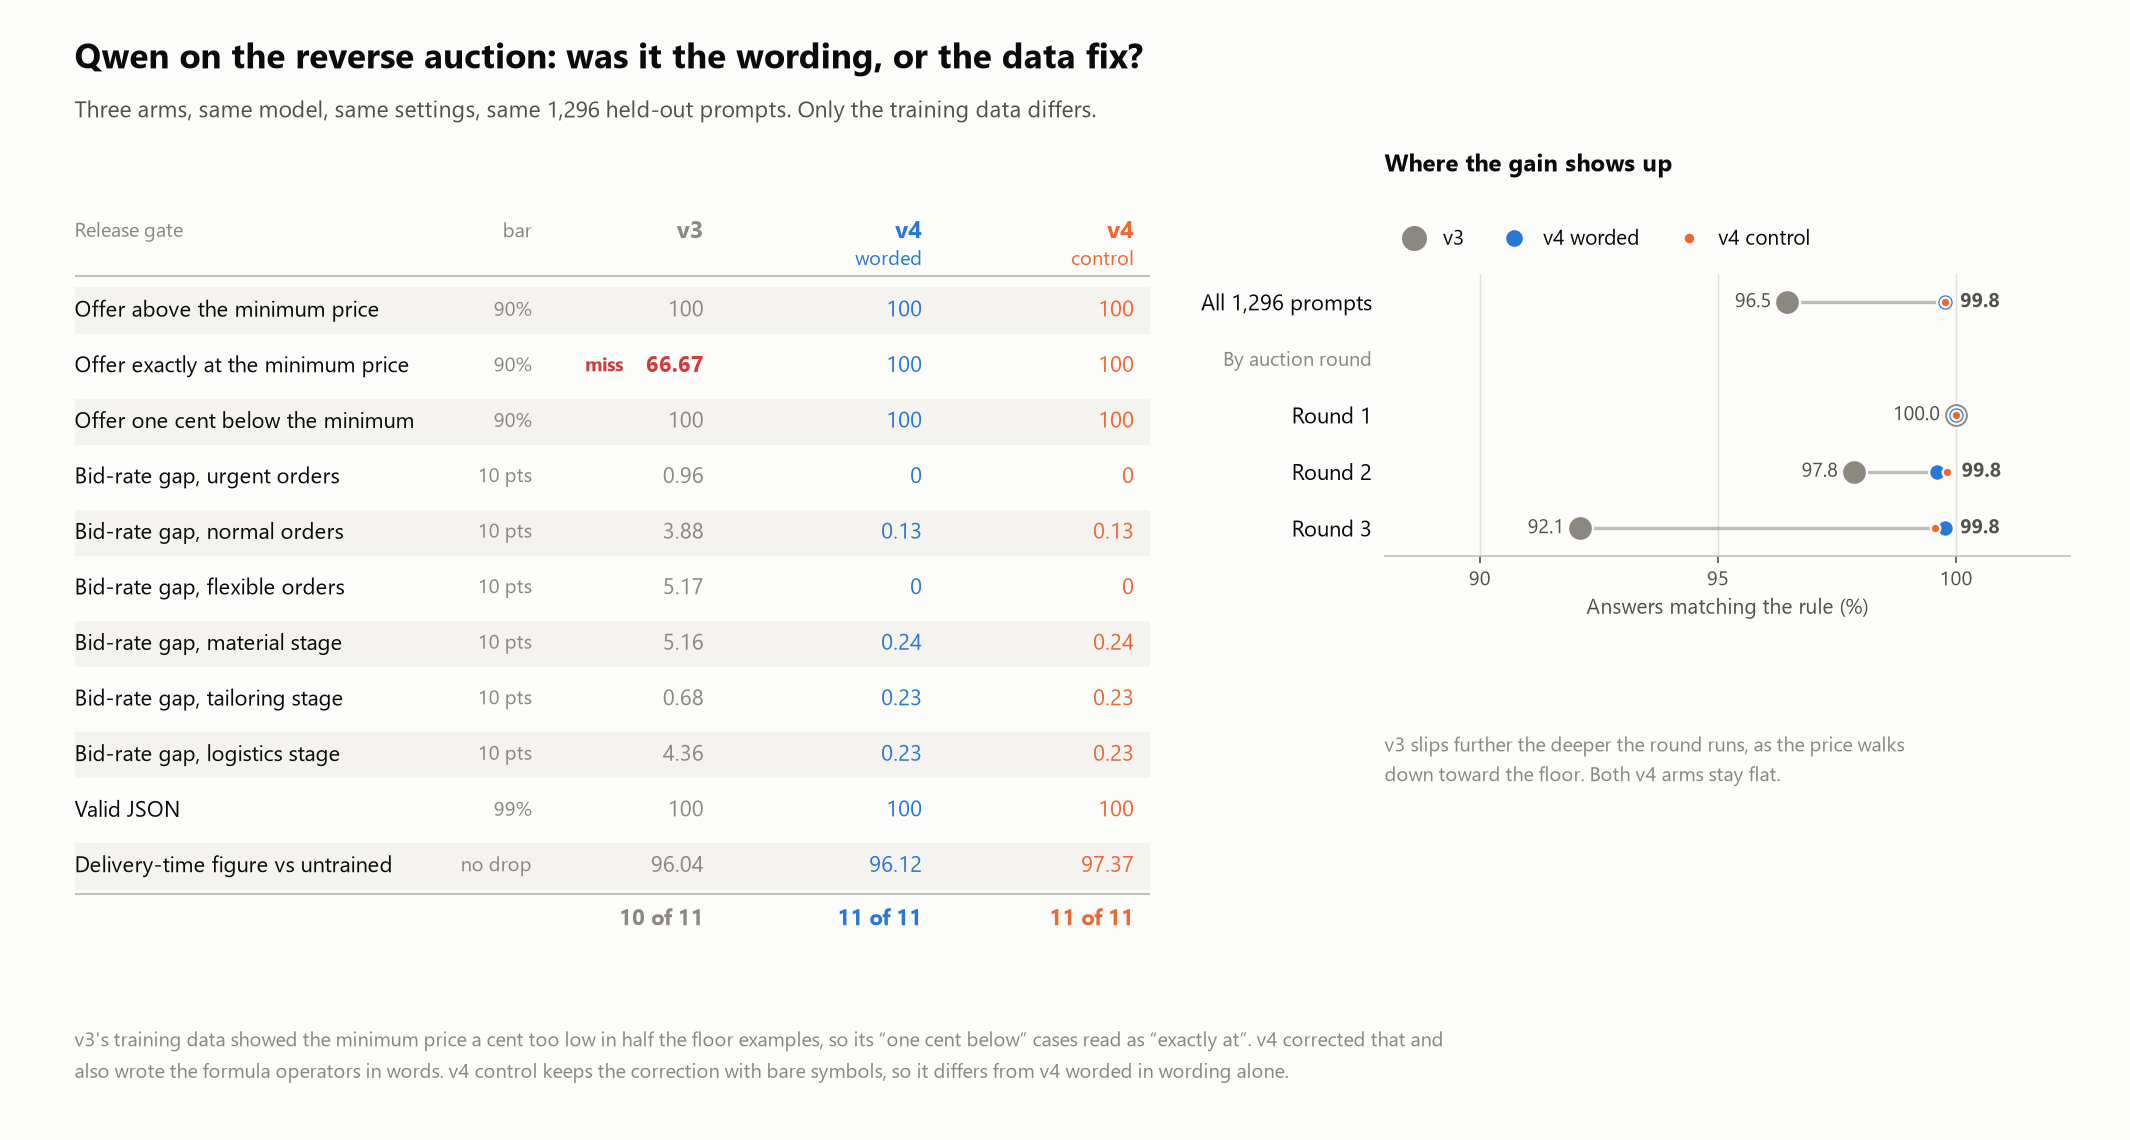 Qwen on the reverse auction: was it the wording, or the data fix?
Three arms, same model, same settings, same 1,296 held-out prompts. Only the training data differs.
Release gate bar v3 v4 v4
worded control
Offer above the minimum price 90% 100 100 100
Offer exactly at the minimum price 90% miss 66.67 100 100
Offer one cent below the minimum 90% 100 100 100
Bid-rate gap, urgent orders 10 pts 0.96 0 0
Bid-rate gap, normal orders 10 pts 3.88 0.13 0.13
Bid-rate gap, flexible orders 10 pts 5.17 0 0
Bid-rate gap, material stage 10 pts 5.16 0.24 0.24
Bid-rate gap, tailoring stage 10 pts 0.68 0.23 0.23
Bid-rate gap, logistics stage 10 pts 4.36 0.23 0.23
Valid JSON 99% 100 100 100
Delivery-time figure vs untrained no drop 96.04 96.12 97.37
10 of 11 11 of 11 11 of 11
Where the gain shows up
v3 v4 worded v4 control
All 1,296 prompts 96.5 99.8
By auction round
Round 1 100.0
Round 2 97.8 99.8
Round 3 92.1 99.8
90 95 100
Answers matching the rule (%)
v3 slips further the deeper the round runs, as the price walks
down toward the floor. Both v4 arms stay flat.
v3's training data showed the minimum price a cent too low in half the floor examples, so its “one cent below” cases read as “exactly at”. v4 corrected that and
also wrote the formula operators in words. v4 control keeps the correction with bare symbols, so it differs from v4 worded in wording alone.